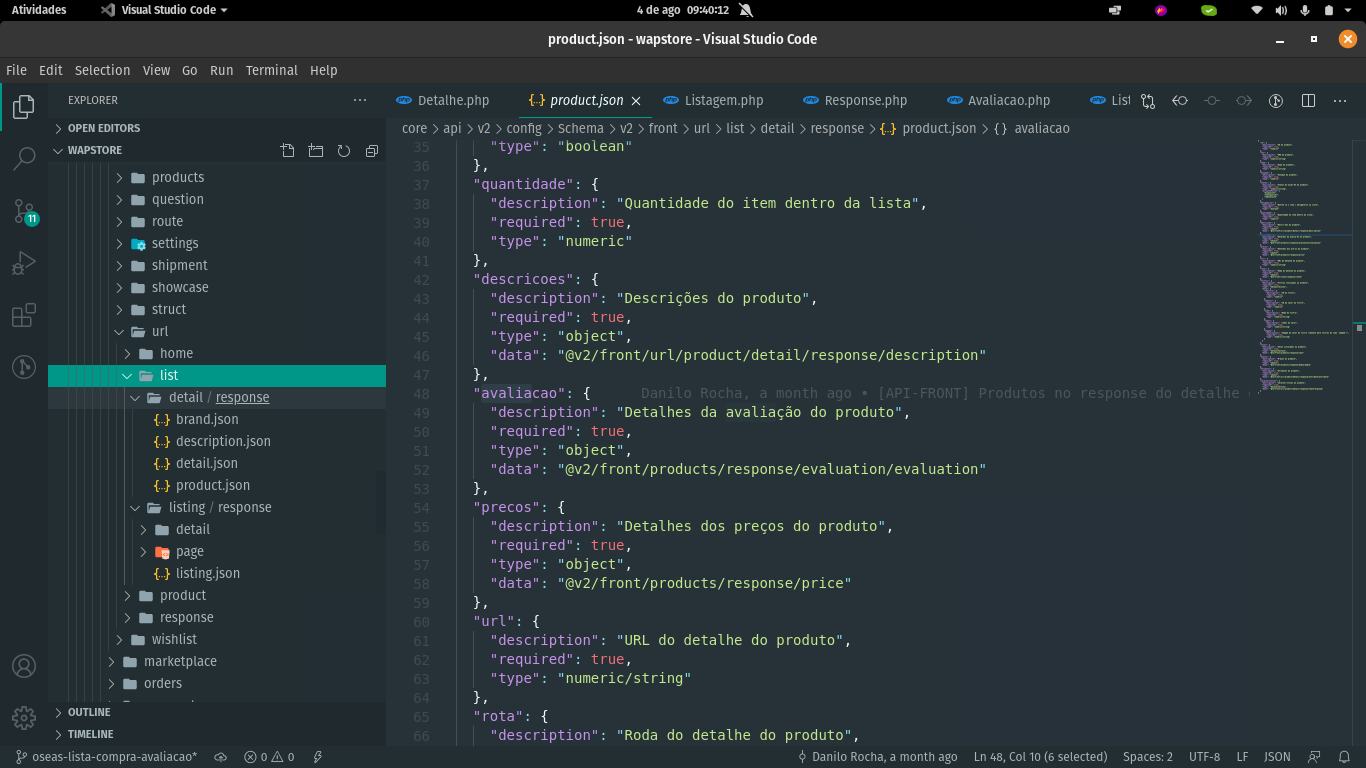 Atividades
Visual Studio Code
4 de ago 09:40:12
product.json - wapstore - Visual Studio Code
File Edit Selection View Go Run Terminal Help
EXPLORER
Detalhe.php
product.json
Listagem.php
Response.php
Avaliacao.php
List
OPEN EDITORS
core > api > v2 > config > Schema > v2 > front > url > list > detail > response > {..} product.json > {} avaliacao
WAPSTORE
products
question
route
settings
shipment
showcase
struct
url
home
list
detail / response
brand.json
description.json
detail.json
product.json
listing / response
detail
page
listing.json
product
response
wishlist
marketplace
orders
OUTLINE
TIMELINE
11
35 "type": "boolean"
36 },
37 "quantidade": {
38 "description": "Quantidade do item dentro da lista",
39 "required": true,
40 "type": "numeric"
41 },
42 "descricoes": {
43 "description": "Descrições do produto",
44 "required": true,
45 "type": "object",
46 "data": "@v2/front/url/product/detail/response/description"
47 },
48 "avaliacao": { Danilo Rocha, a month ago • [API-FRONT] Produtos no response do detalhe
49 "description": "Detalhes da avaliação do produto",
50 "required": true,
51 "type": "object",
52 "data": "@v2/front/products/response/evaluation/evaluation"
53 },
54 "precos": {
55 "description": "Detalhes dos preços do produto",
56 "required": true,
57 "type": "object",
58 "data": "@v2/front/products/response/price"
59 },
60 "url": {
61 "description": "URL do detalhe do produto",
62 "required": true,
63 "type": "numeric/string"
64 },
65 "rota": {
66 "description": "Roda do detalhe do produto",
oseas-lista-compra-avaliacao* 0 0 Danilo Rocha, a month ago Ln 48, Col 10 (6 selected) Spaces: 2 UTF-8 LF JSON